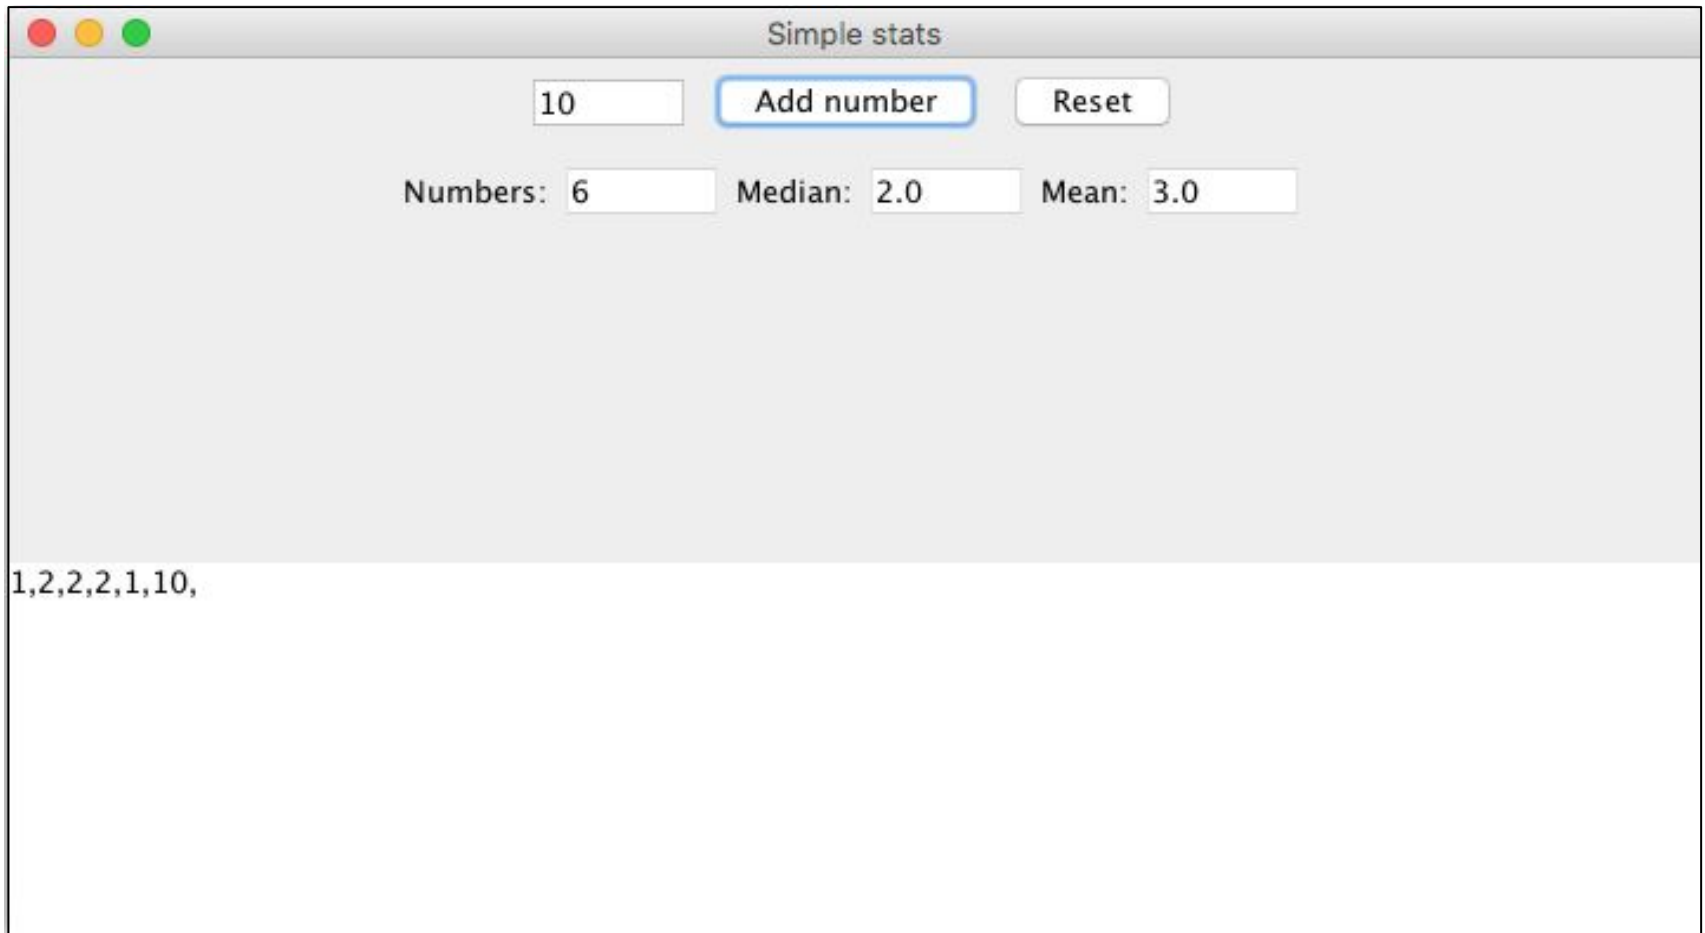 Simple stats
10 Add number Reset
Numbers: 6 Median: 2.0 Mean: 3.0
1,2,2,2,1,10,